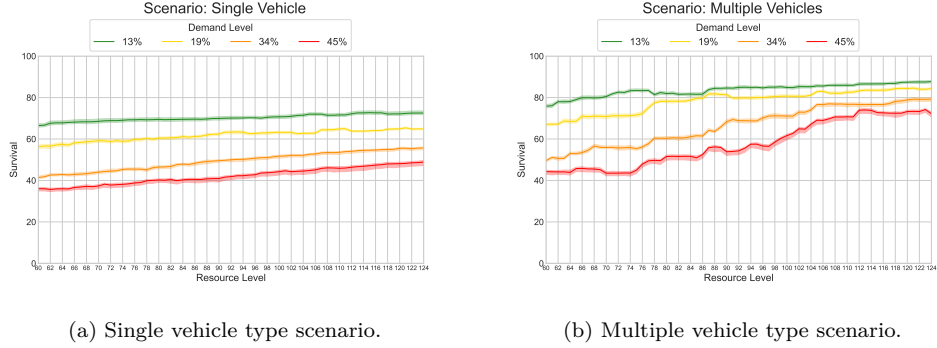 Scenario: Single Vehicle
Demand Level
13% 19% 34% 45%
100
80
60
40
20
0
Survival
60 62 64 66 68 70 72 74 76 78 80 82 84 86 88 90 92 94 96 98 100 102 104 106 108 110 112 114 116 118 120 122 124
Resource Level
(a) Single vehicle type scenario.
Scenario: Multiple Vehicles
Demand Level
13% 19% 34% 45%
100
80
60
40
20
0
Survival
60 62 64 66 68 70 72 74 76 78 80 82 84 86 88 90 92 94 96 98 100 102 104 106 108 110 112 114 116 118 120 122 124
Resource Level
(b) Multiple vehicle type scenario.